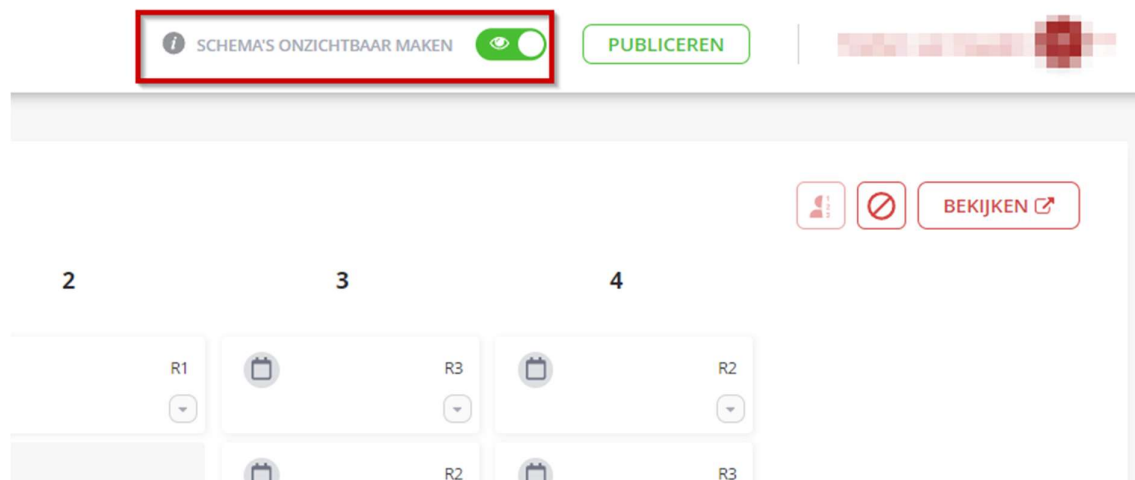 SCHEMA'S ONZICHTBAAR MAKEN PUBLICEREN
BEKIJKEN
2 3 4
R1 R3 R2
R2 R3